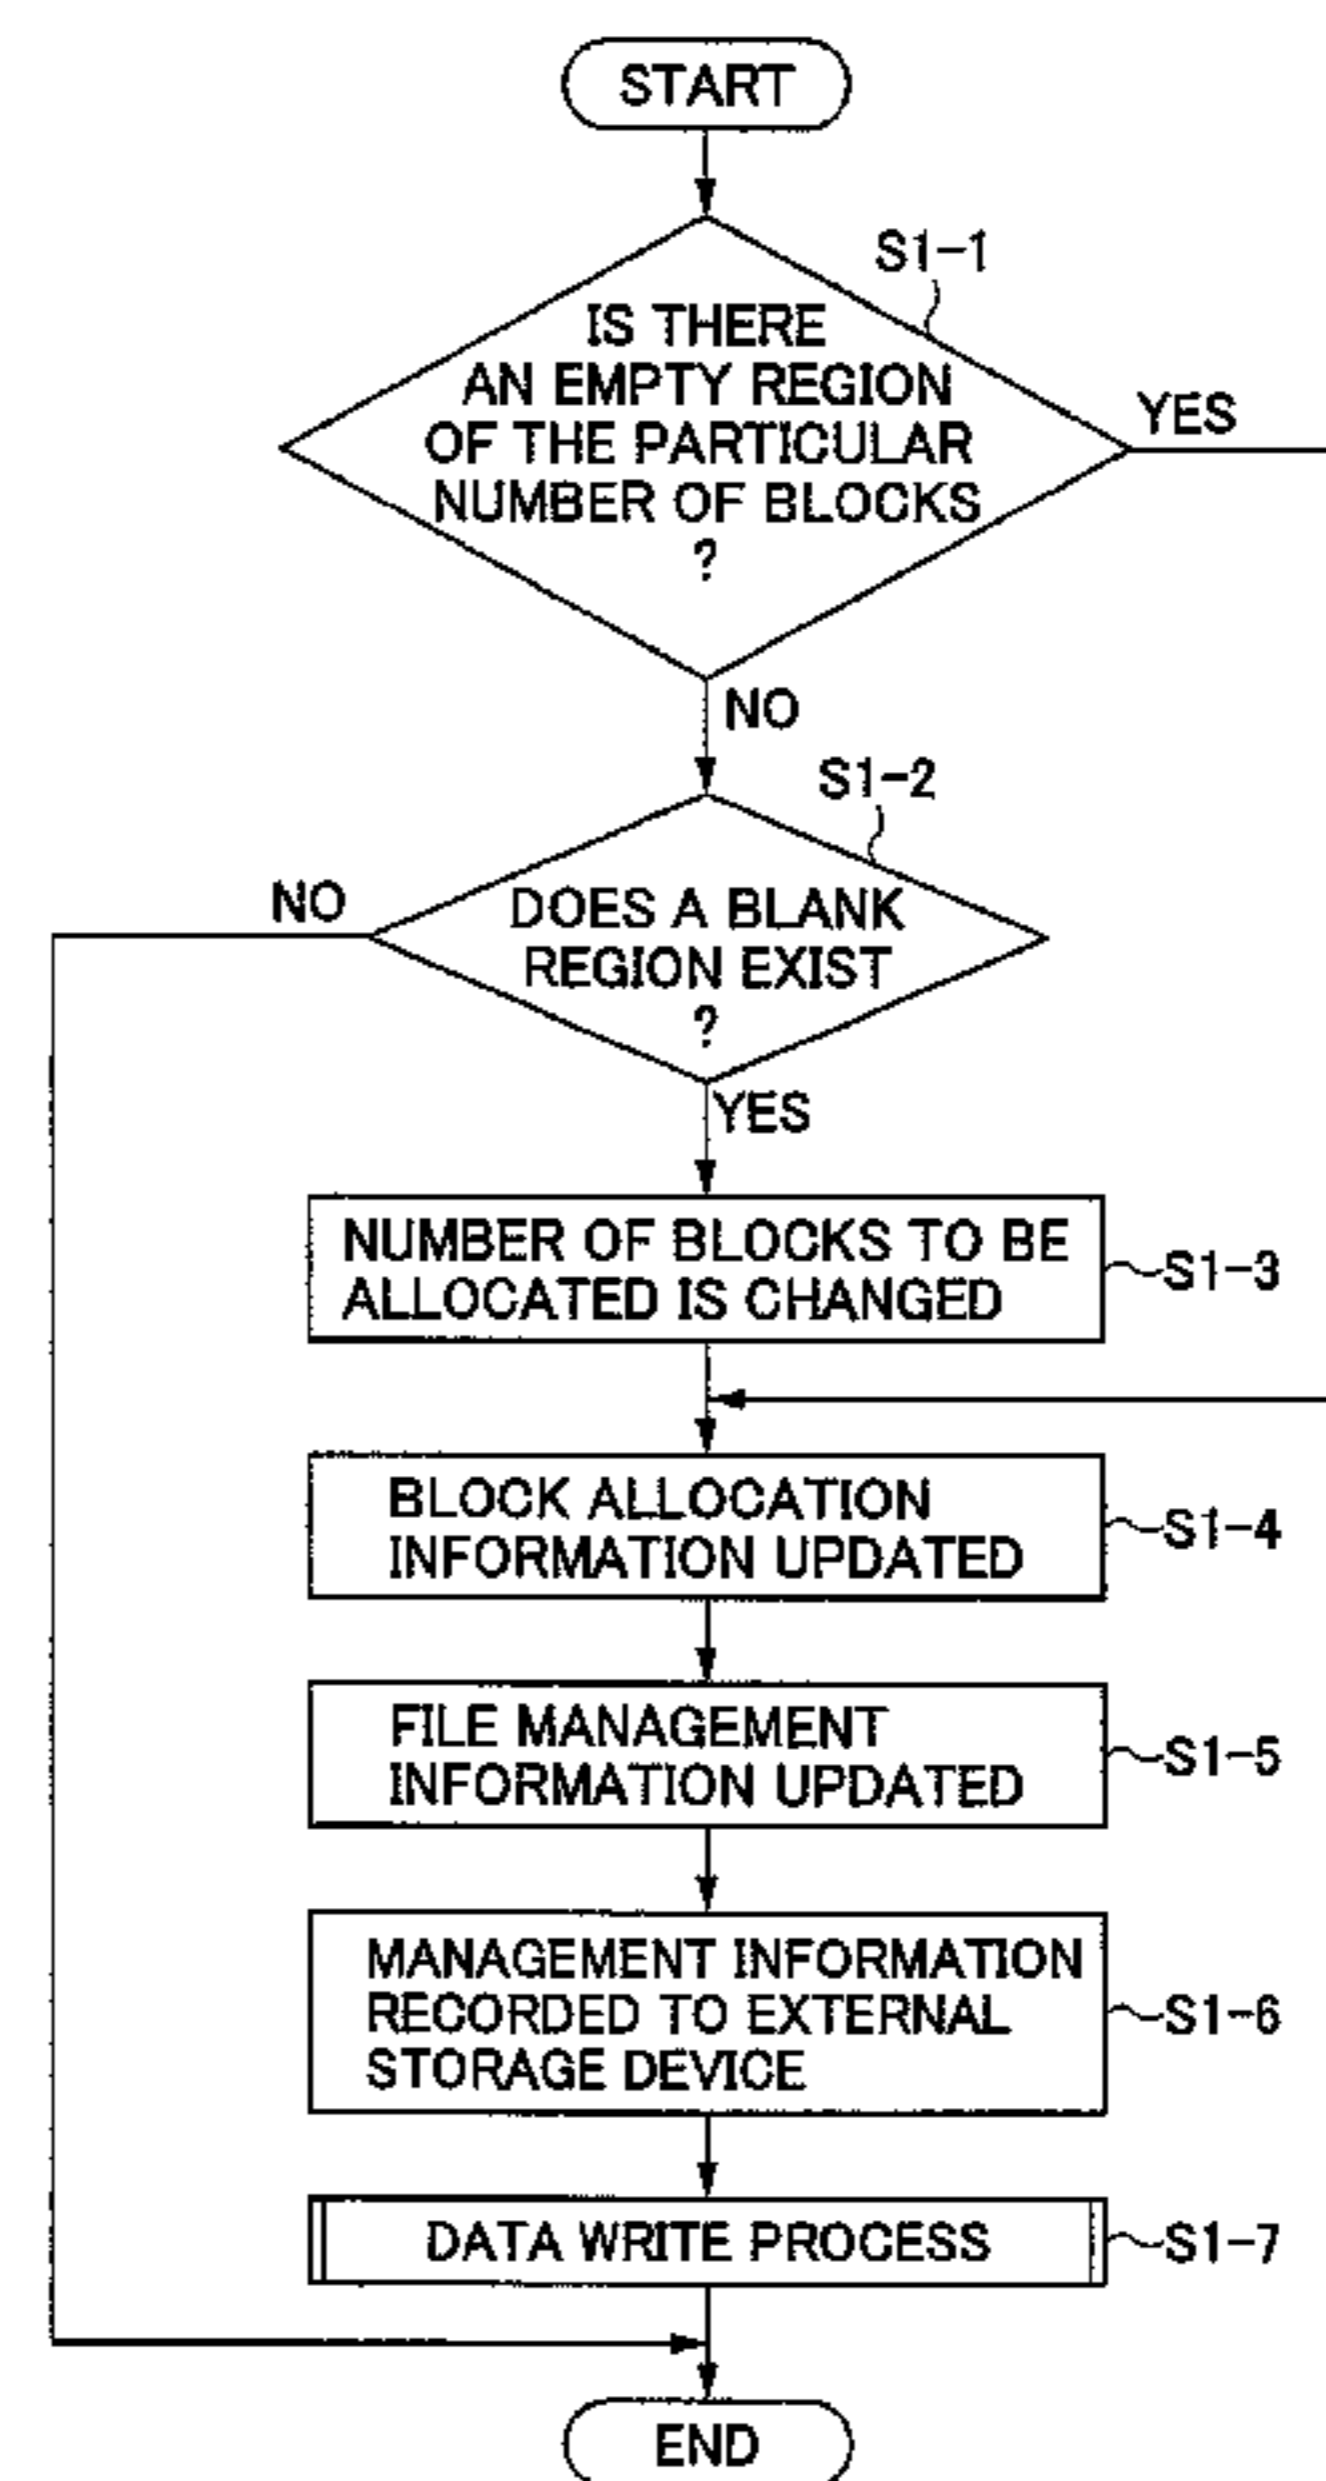 START
S1-1
IS THERE
AN EMPTY REGION
OF THE PARTICULAR
NUMBER OF BLOCKS
?
YES
NO
S1-2
NO
DOES A BLANK
REGION EXIST
?
YES
NUMBER OF BLOCKS TO BE
ALLOCATED IS CHANGED
S1-3
BLOCK ALLOCATION
INFORMATION UPDATED
S1-4
FILE MANAGEMENT
INFORMATION UPDATED
S1-5
MANAGEMENT INFORMATION
RECORDED TO EXTERNAL
STORAGE DEVICE
S1-6
DATA WRITE PROCESS
S1-7
END